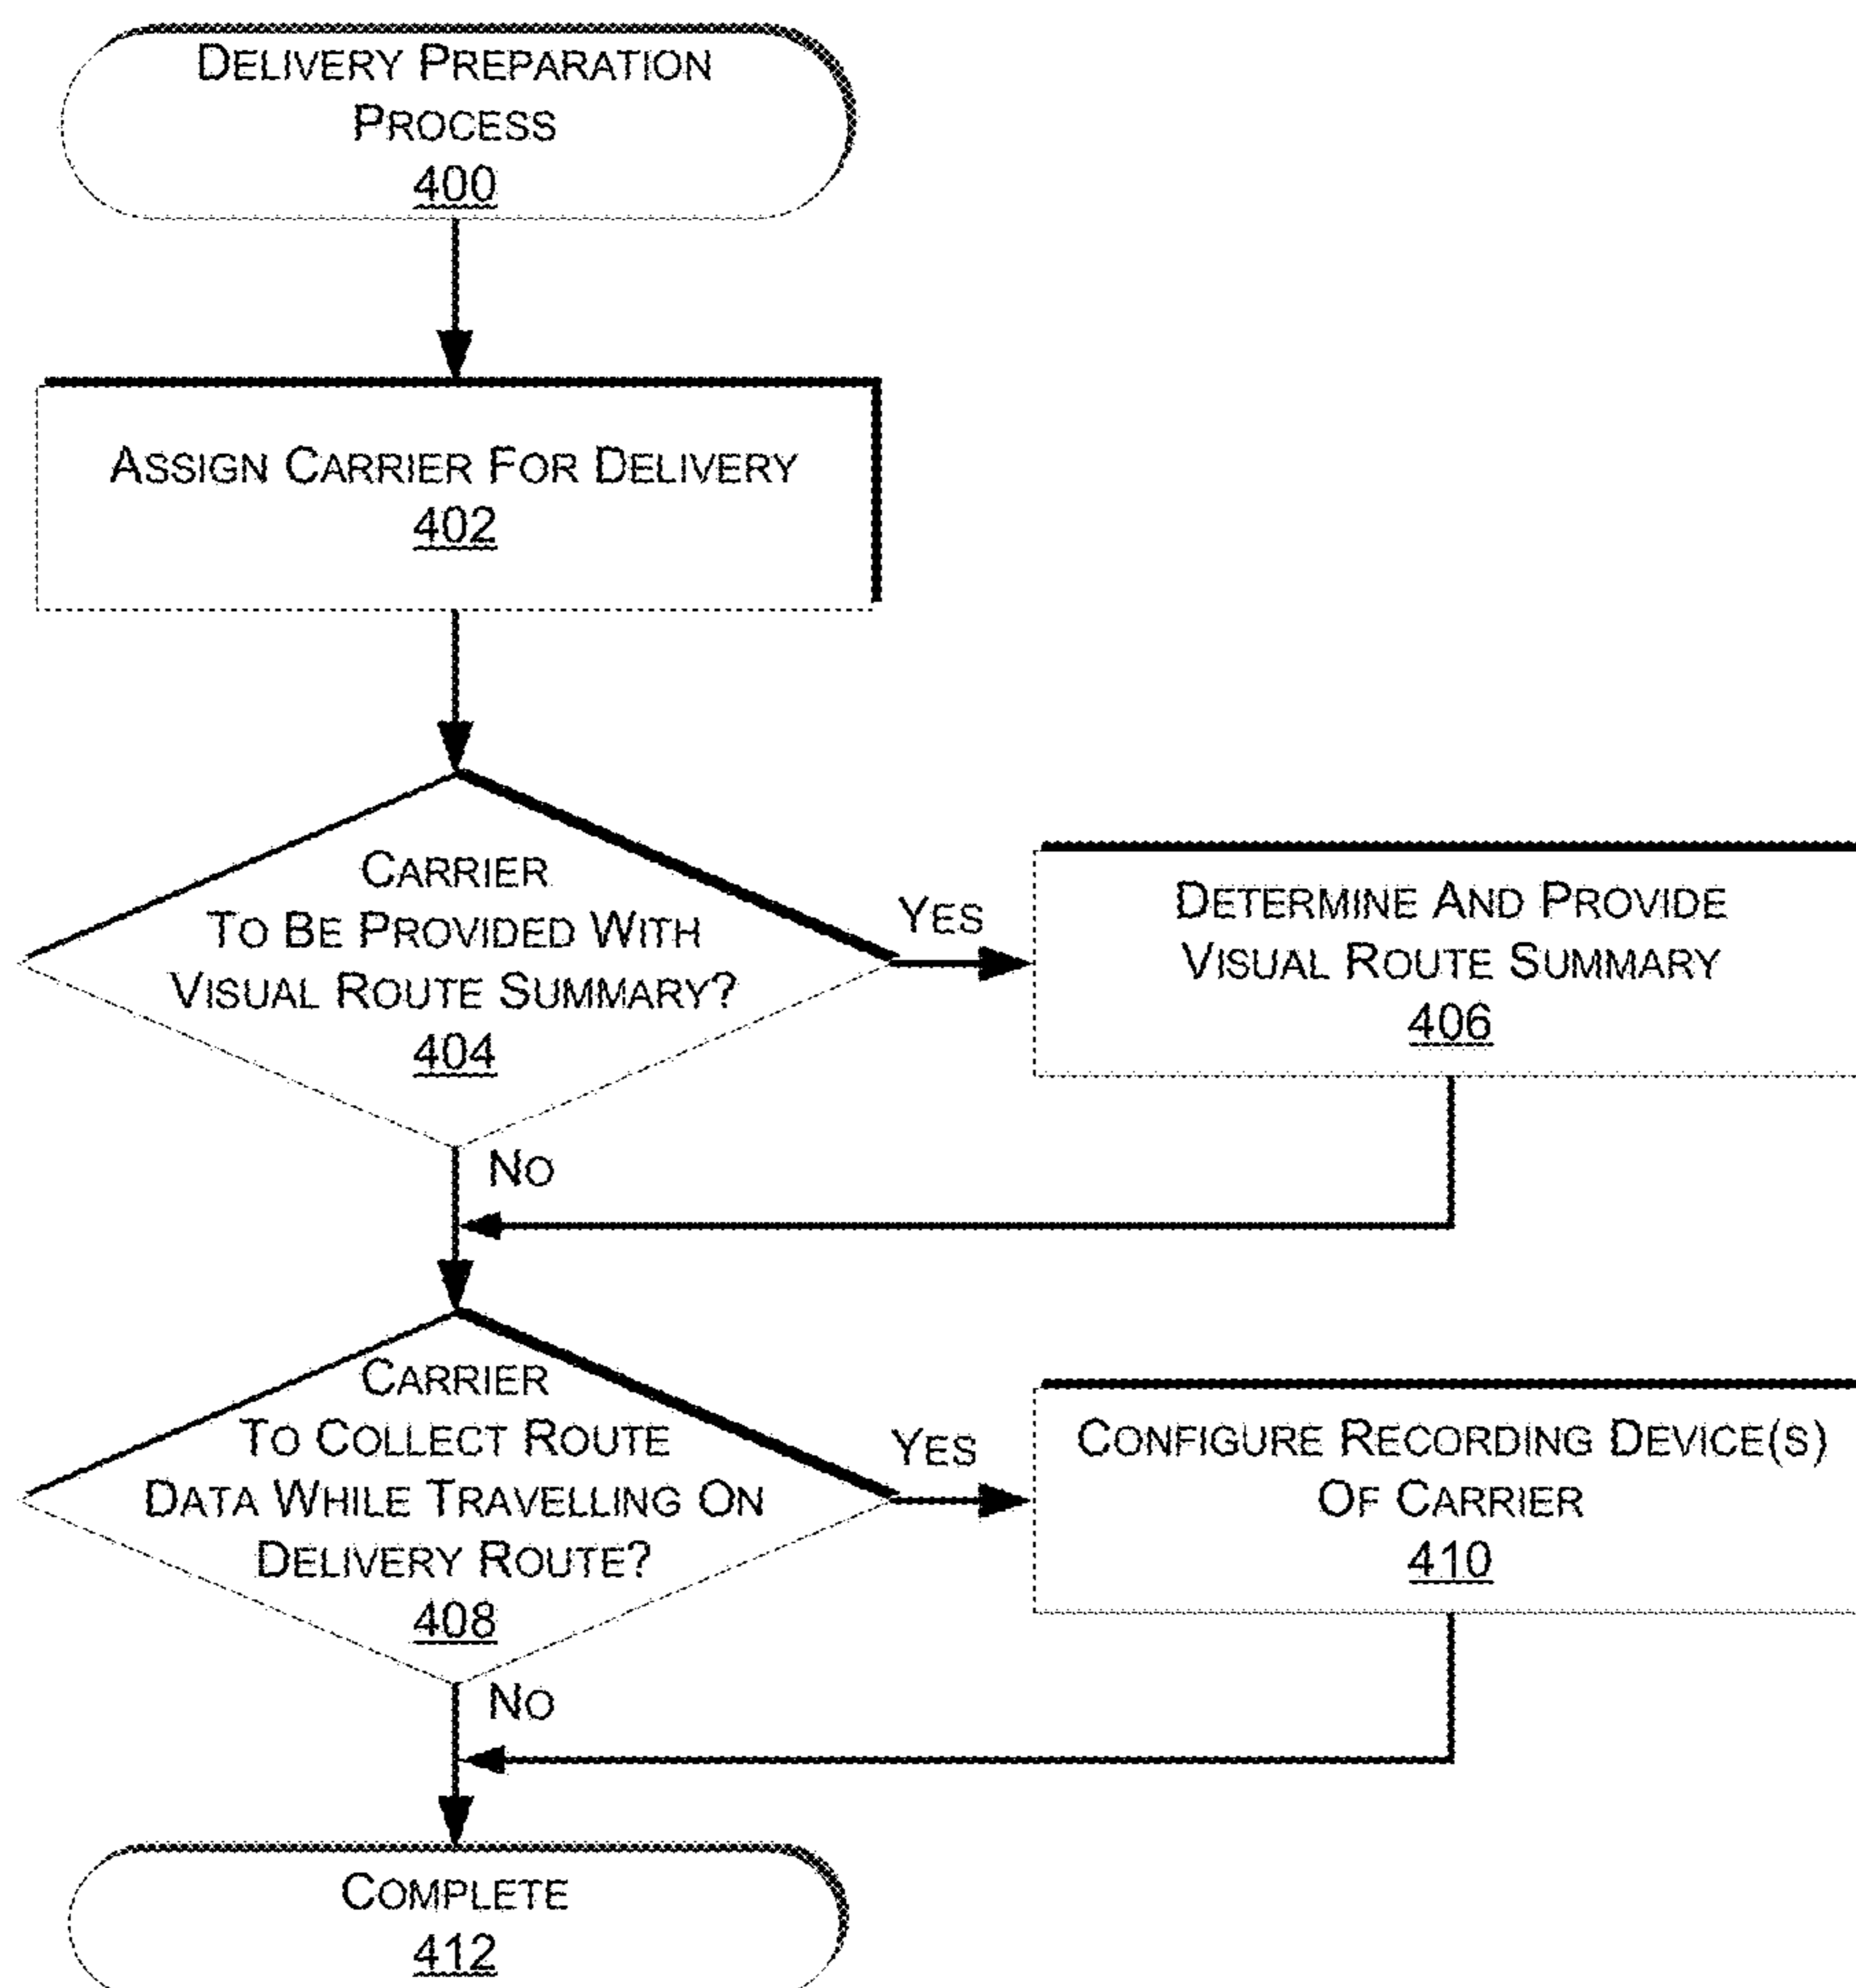 DELIVERY PREPARATION
PROCESS
400
ASSIGN CARRIER FOR DELIVERY
402
CARRIER
TO BE PROVIDED WITH
VISUAL ROUTE SUMMARY?
404
YES
DETERMINE AND PROVIDE
VISUAL ROUTE SUMMARY
406
NO
CARRIER
TO COLLECT ROUTE
DATA WHILE TRAVELLING ON
DELIVERY ROUTE?
408
YES
CONFIGURE RECORDING DEVICE(S)
OF CARRIER
410
NO
COMPLETE
412